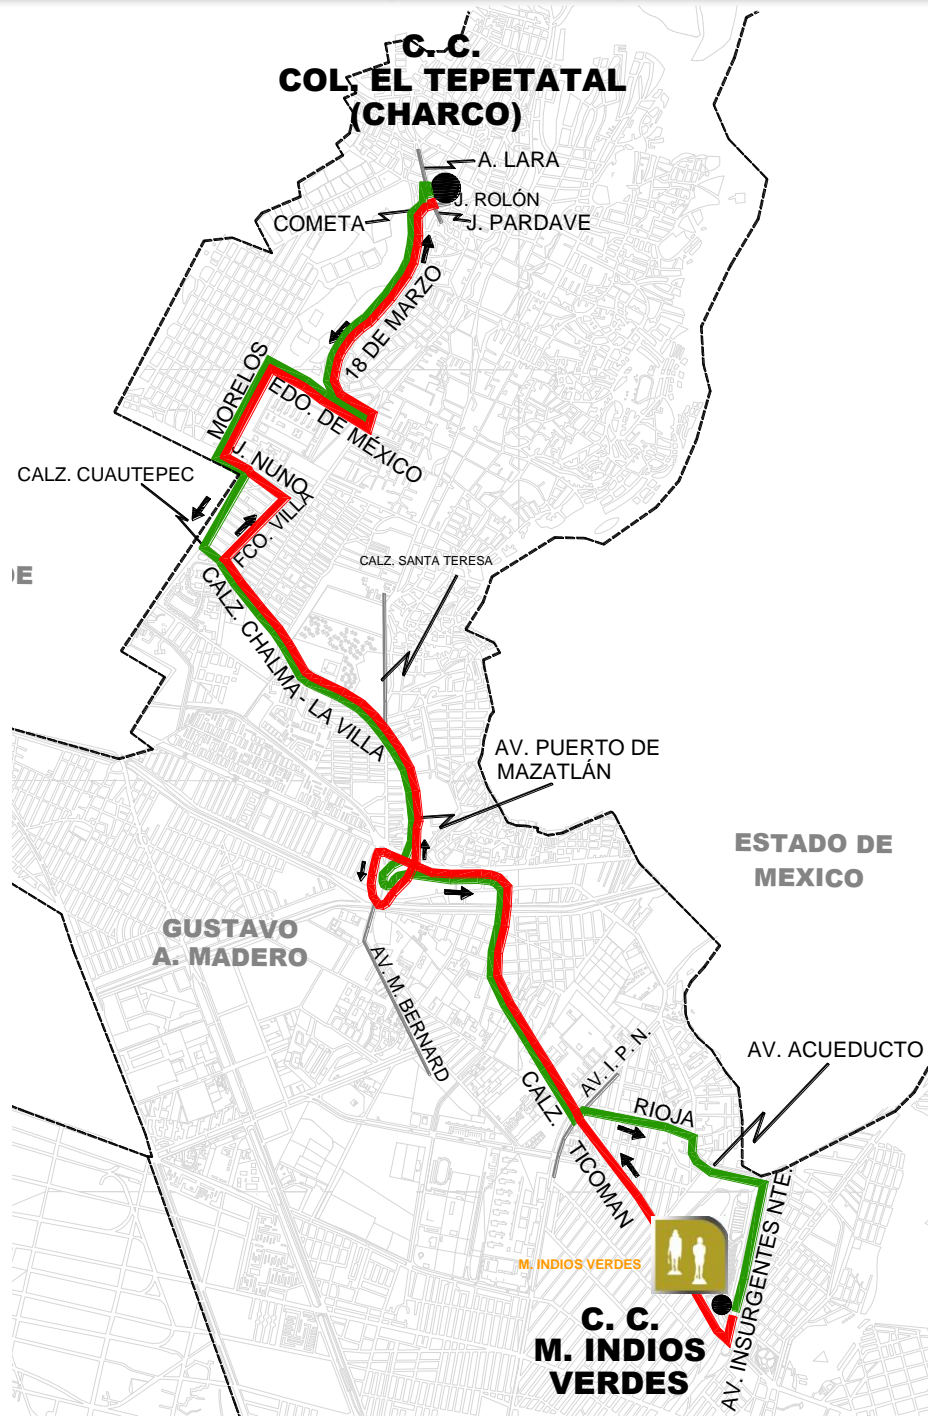 C. C.
COL, EL TEPETATAL
(CHARCO)
A. LARA
J. ROLÓN
COMETA
J. PARDAVE
18 DE MARZO
MORELOS
EDO. DE MÉXICO
J. NUNO
CALZ. CUAUTEPEC
FCO. VILLA
CALZ. SANTA TERESA
DE
CALZ. CHALMA - LA VILLA
AV. PUERTO DE
MAZATLÁN
ESTADO DE
MEXICO
GUSTAVO
A. MADERO
AV. M. BERNARD
AV. I. P. N.
AV. ACUEDUCTO
CALZ.
RIOJA
TICOMAN
M. INDIOS VERDES
AV. INSURGENTES NTE.
C. C.
M. INDIOS
VERDES